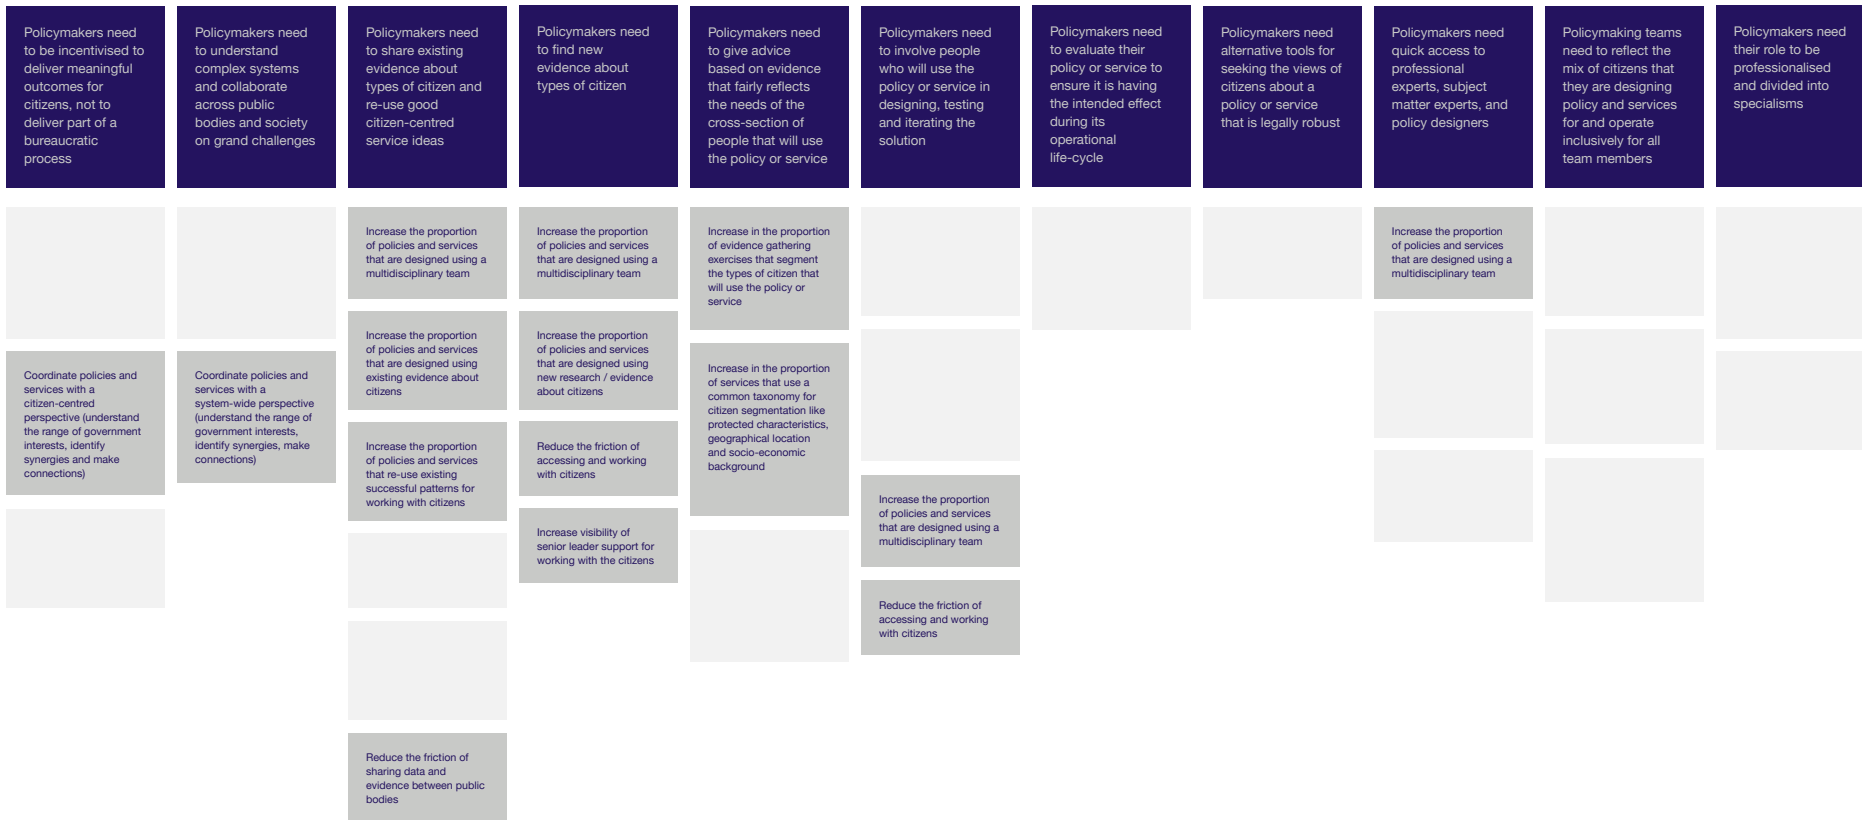 Policymakers need
to be incentivised to
deliver meaningful
outcomes for
citizens, not to
deliver part of a
bureaucratic
process
Policymakers need
to understand
complex systems
and collaborate
across public
bodies and society
on grand challenges
Policymakers need
to share existing
evidence about
types of citizen and
re-use good
citizen-centred
service ideas
Policymakers need
to find new
evidence about
types of citizen
Policymakers need
to give advice
based on evidence
that fairly reflects
the needs of the
cross-section of
people that will use
the policy or service
Policymakers need
to involve people
who will use the
policy or service in
designing, testing
and iterating the
solution
Policymakers need
to evaluate their
policy or service to
ensure it is having
the intended effect
during its
operational
life-cycle
Policymakers need
alternative tools for
seeking the views of
citizens about a
policy or service
that is legally robust
Policymakers need
quick access to
professional
experts, subject
matter experts, and
policy designers
Policymaking teams
need to reflect the
mix of citizens that
they are designing
policy and services
for and operate
inclusively for all
team members
Policymakers need
their role to be
professionalised
and divided into
specialisms
Coordinate policies and
services with a
citizen-centred
perspective (understand
the range of government
interests, identify
synergies and make
connections)
Coordinate policies and
services with a
system-wide perspective
(understand the range of
government interests,
identify synergies, make
connections)
Increase the proportion
of policies and services
that are designed using a
multidisciplinary team
Increase the proportion
of policies and services
that are designed using
existing evidence about
citizens
Increase the proportion
of policies and services
that re-use existing
successful patterns for
working with citizens
Reduce the friction of
sharing data and
evidence between public
bodies
Increase the proportion
of policies and services
that are designed using a
multidisciplinary team
Increase the proportion
of policies and services
that are designed using
new research / evidence
about citizens
Reduce the friction of
accessing and working
with citizens
Increase visibility of
senior leader support for
working with the citizens
Increase in the proportion
of evidence gathering
exercises that segment
the types of citizen that
will use the policy or
service
Increase in the proportion
of services that use a
common taxonomy for
citizen segmentation like
protected characteristics,
geographical location
and socio-economic
background
Increase the proportion
of policies and services
that are designed using a
multidisciplinary team
Reduce the friction of
accessing and working
with citizens
Increase the proportion
of policies and services
that are designed using a
multidisciplinary team